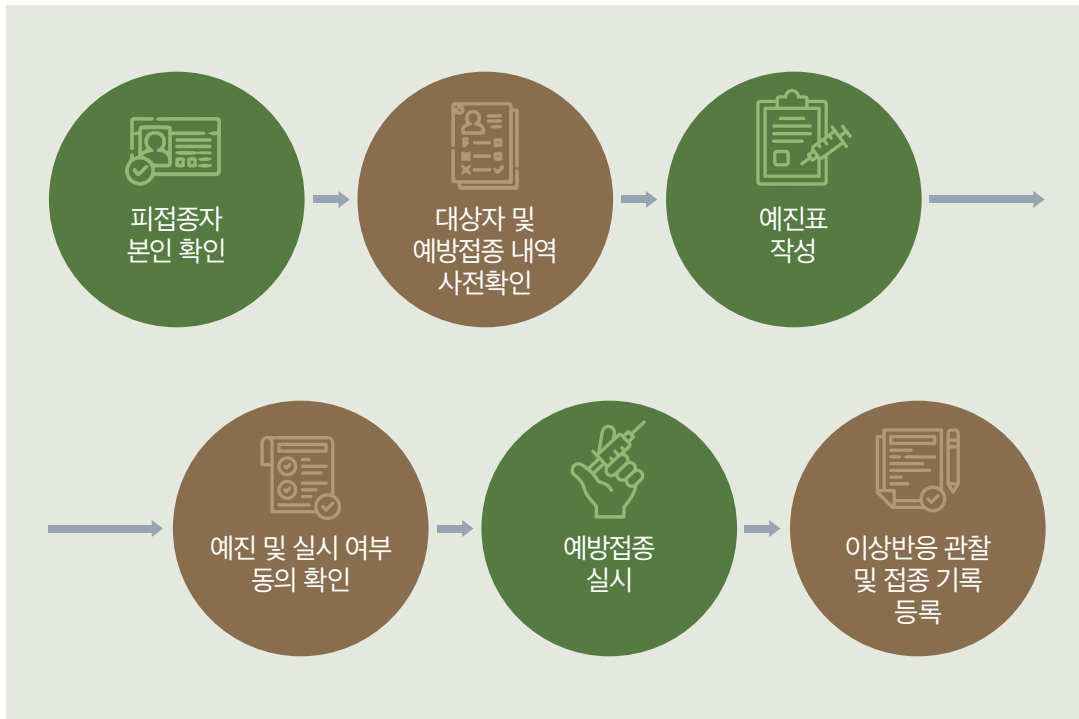 피접종자
본인 확인
대상자 및
예방접종 내역
사전확인
예진표
작성
예진 및 실시 여부
동의 확인
예방접종
실시
이상반응 관찰
및 접종 기록
등록